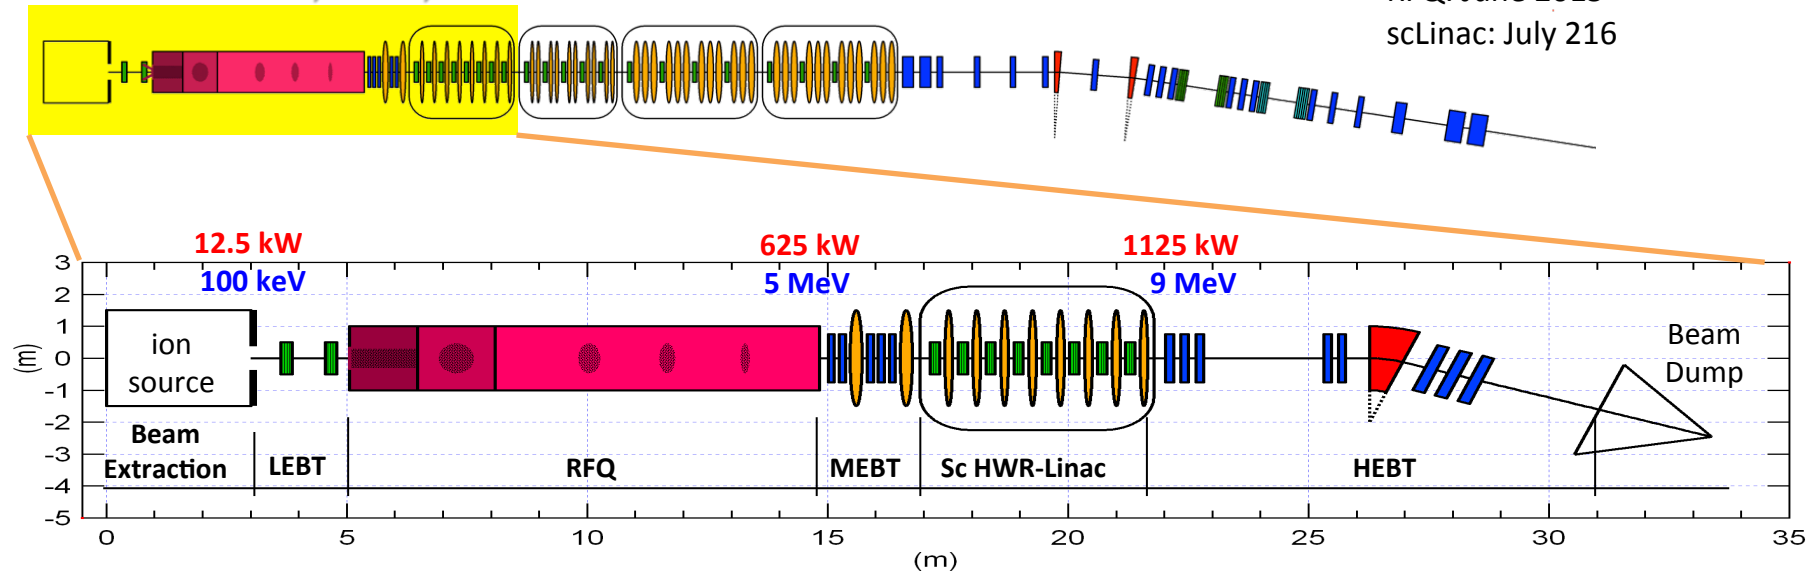 scLinac: July 216
12.5 kW
625 kW
1125 kW
100 keV
5 MeV
9 MeV
3
2
1
0
-1
-2
-3
-4
-5
(m)
ion
source
Beam
Dump
Beam
Extraction
LEBT
RFQ
MEBT
Sc HWR-Linac
HEBT
0
5
10
15
20
25
30
35
(m)